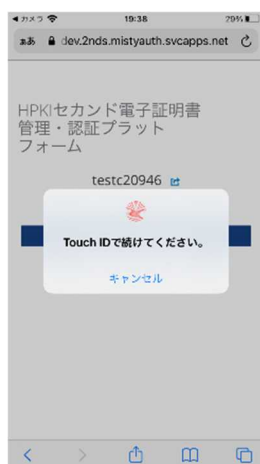 カメラ 19:38 29%
ぁあ dev.2nds.mistyauth.svcapps.net
HPKIセカンド電子証明書
管理・認証プラット
フォーム
testc20946
Touch IDで続けてください。
キャンセル